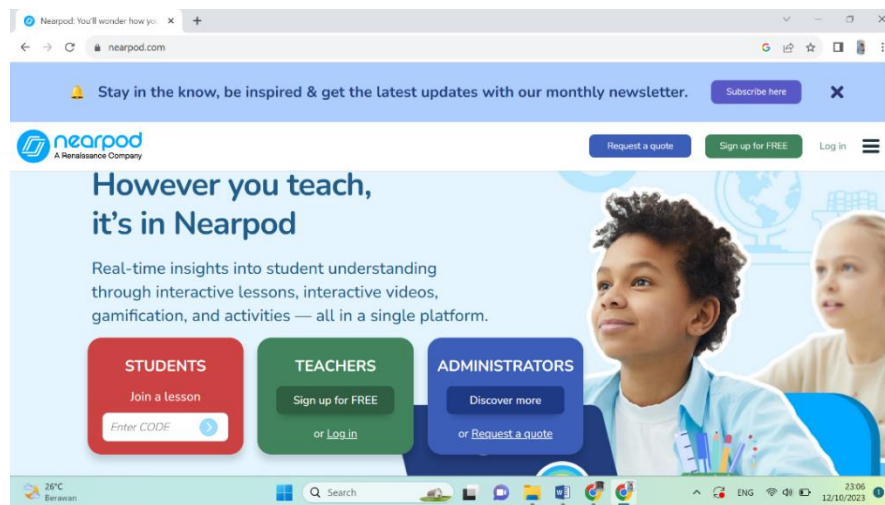 Nearpod: You'll wonder how you
nearpod.com
Stay in the know, be inspired & get the latest updates with our monthly newsletter.
Subscribe here
nearpod
A Renaissance Company
Request a quote
Sign up for FREE
Log in
However you teach,
it's in Nearpod
Real-time insights into student understanding
through interactive lessons, interactive videos,
gamification, and activities — all in a single platform.
STUDENTS
Join a lesson
Enter CODE
TEACHERS
Sign up for FREE
or Log in
ADMINISTRATORS
Discover more
or Request a quote
26°C
Berawan
Search
ENG
23:06
12/10/2023
1